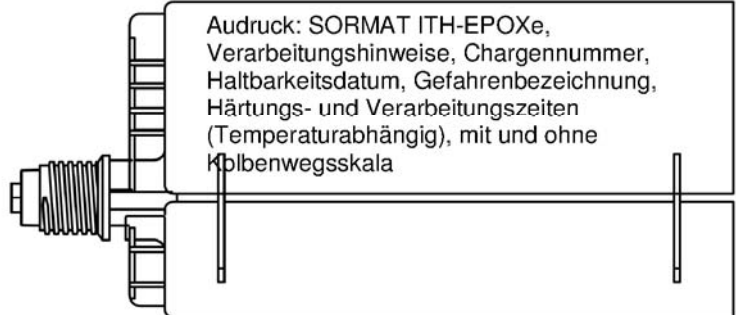 Audruck: SORMAT ITH-EPOXe,
Verarbeitungshinweise, Chargennummer,
Haltbarkeitsdatum, Gefahrenbezeichnung,
Härtungs- und Verarbeitungszeiten
(Temperaturabhängig), mit und ohne
Kolbenwegsskala